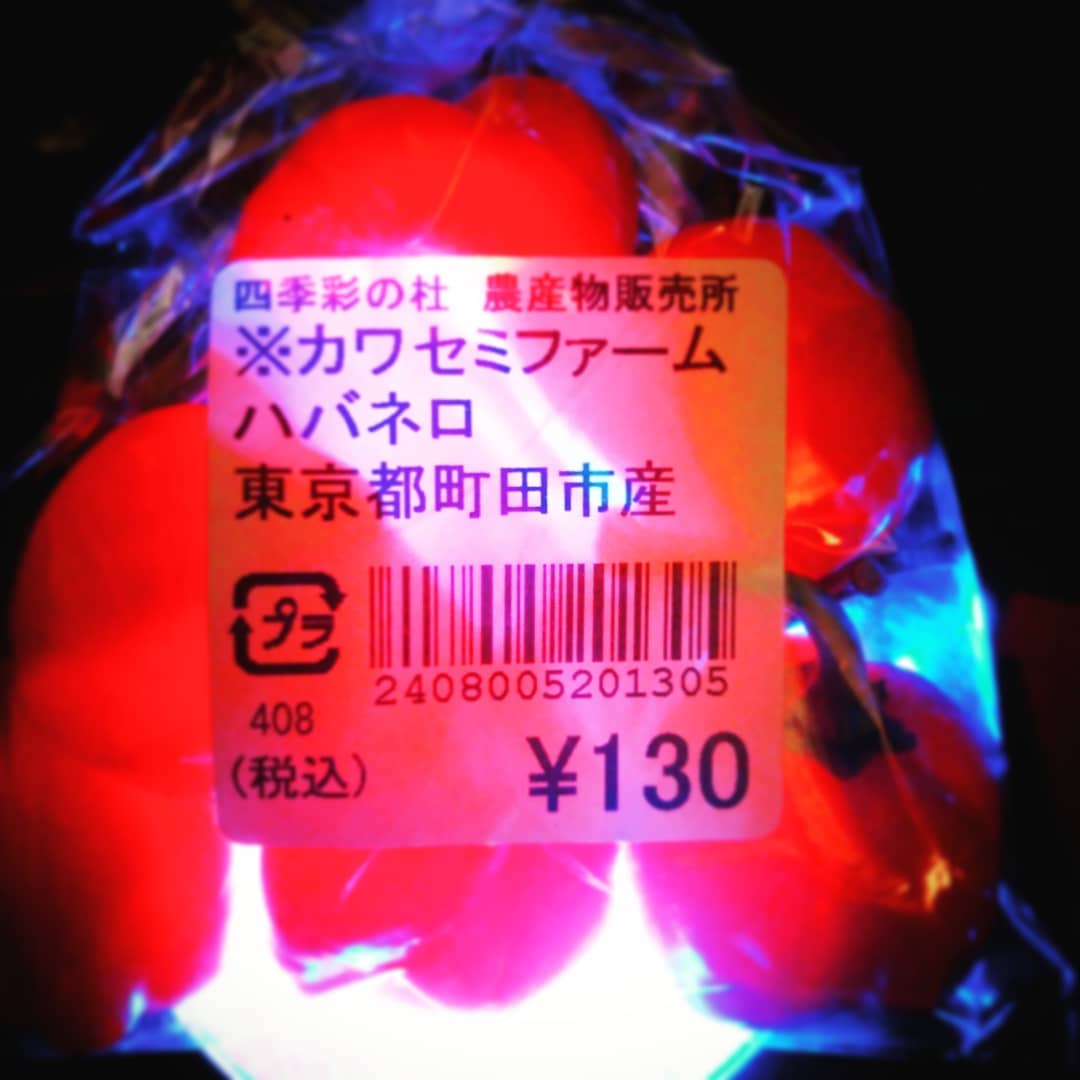 四季彩の杜 農産物販売所
※カワセミファーム
ハバネロ
東京都町田市産
プラ
2408005201305
408
(税込)
¥130